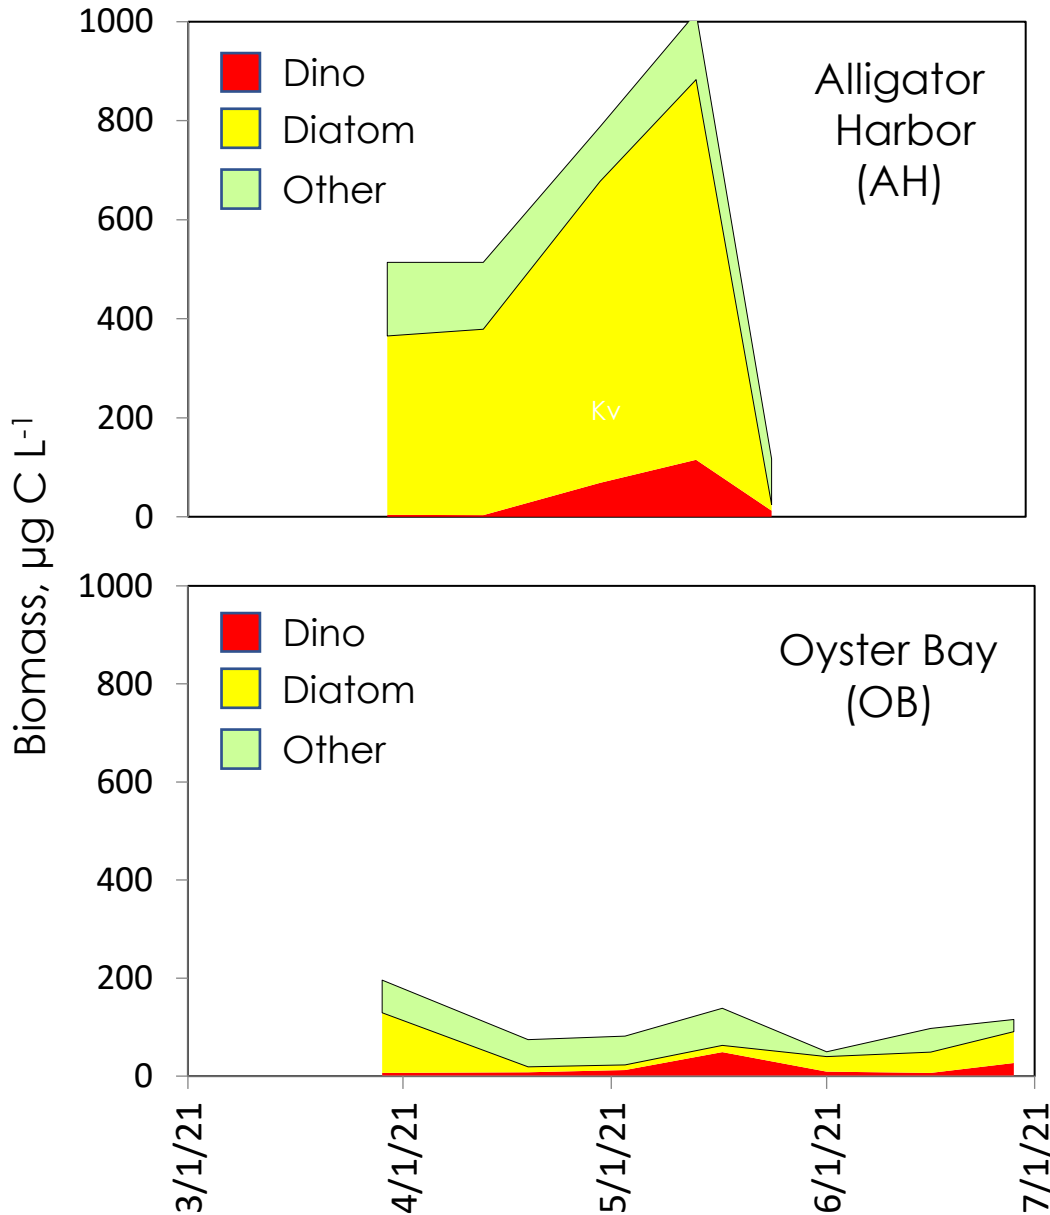 1000
800
600
400
200
0
Dino
Diatom
Other
Alligator
Harbor
(AH)
Kv
Biomass, µg C L-1
1000
800
600
400
200
0
Dino
Diatom
Other
Oyster Bay
(OB)
3/1/21
4/1/21
5/1/21
6/1/21
7/1/21